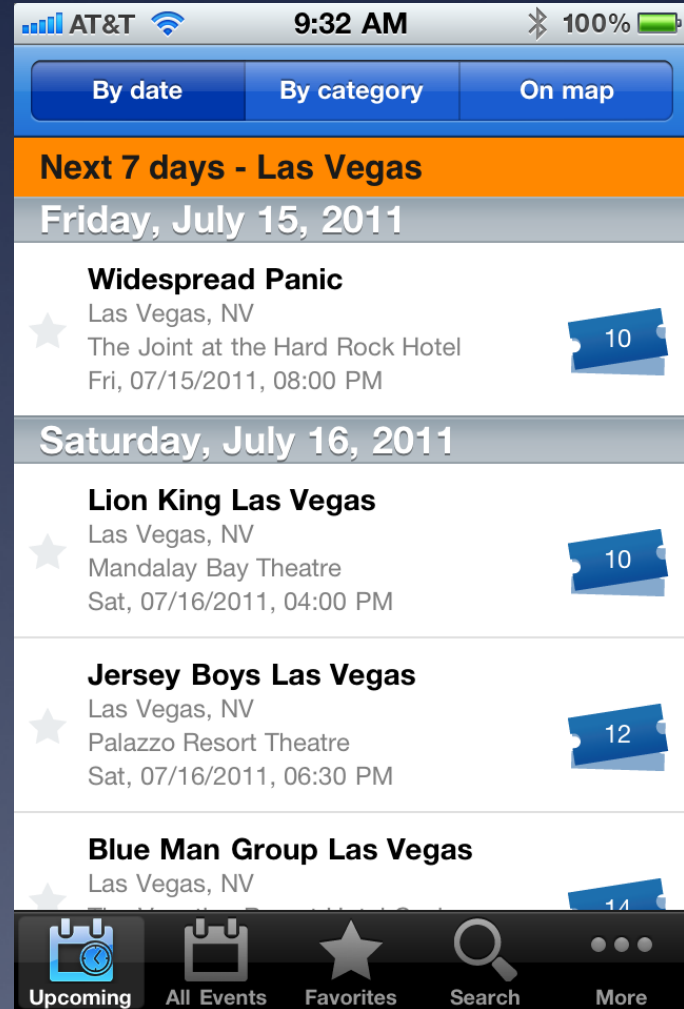 AT&T 9:32 AM 100%
By date By category On map
Next 7 days - Las Vegas
Friday, July 15, 2011
Widespread Panic
Las Vegas, NV
The Joint at the Hard Rock Hotel
10
Fri, 07/15/2011, 08:00 PM
Saturday, July 16, 2011
Lion King Las Vegas
Las Vegas, NV
Mandalay Bay Theatre
10
Sat, 07/16/2011, 04:00 PM
Jersey Boys Las Vegas
Las Vegas, NV
Palazzo Resort Theatre
12
Sat, 07/16/2011, 06:30 PM
Blue Man Group Las Vegas
Las Vegas, NV
14
Upcoming All Events Favorites Search More